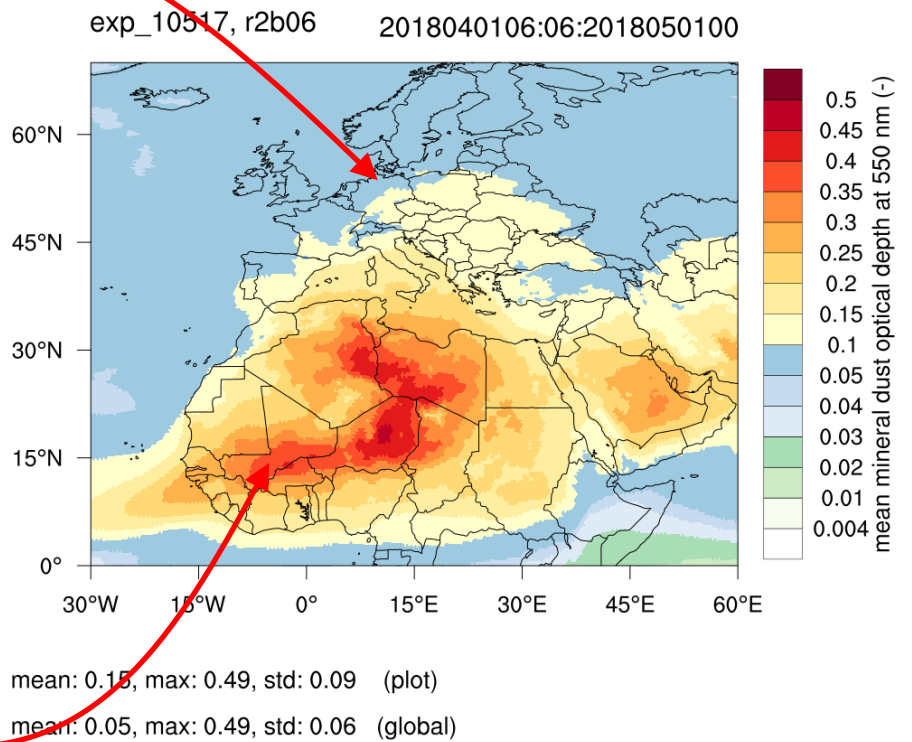 exp_10517, r2b06 2018040106:06:2018050100
60°N
45°N
30°N
15°N
0°
30°W 15°W 0° 15°E 30°E 45°E 60°E
0.5
0.45
0.4
0.35
0.3
0.25
0.2
0.15
0.1
0.05
0.04
0.03
0.02
0.01
0.004
mean mineral dust optical depth at 550 nm (-)
mean: 0.15, max: 0.49, std: 0.09 (plot)
mean: 0.05, max: 0.49, std: 0.06 (global)